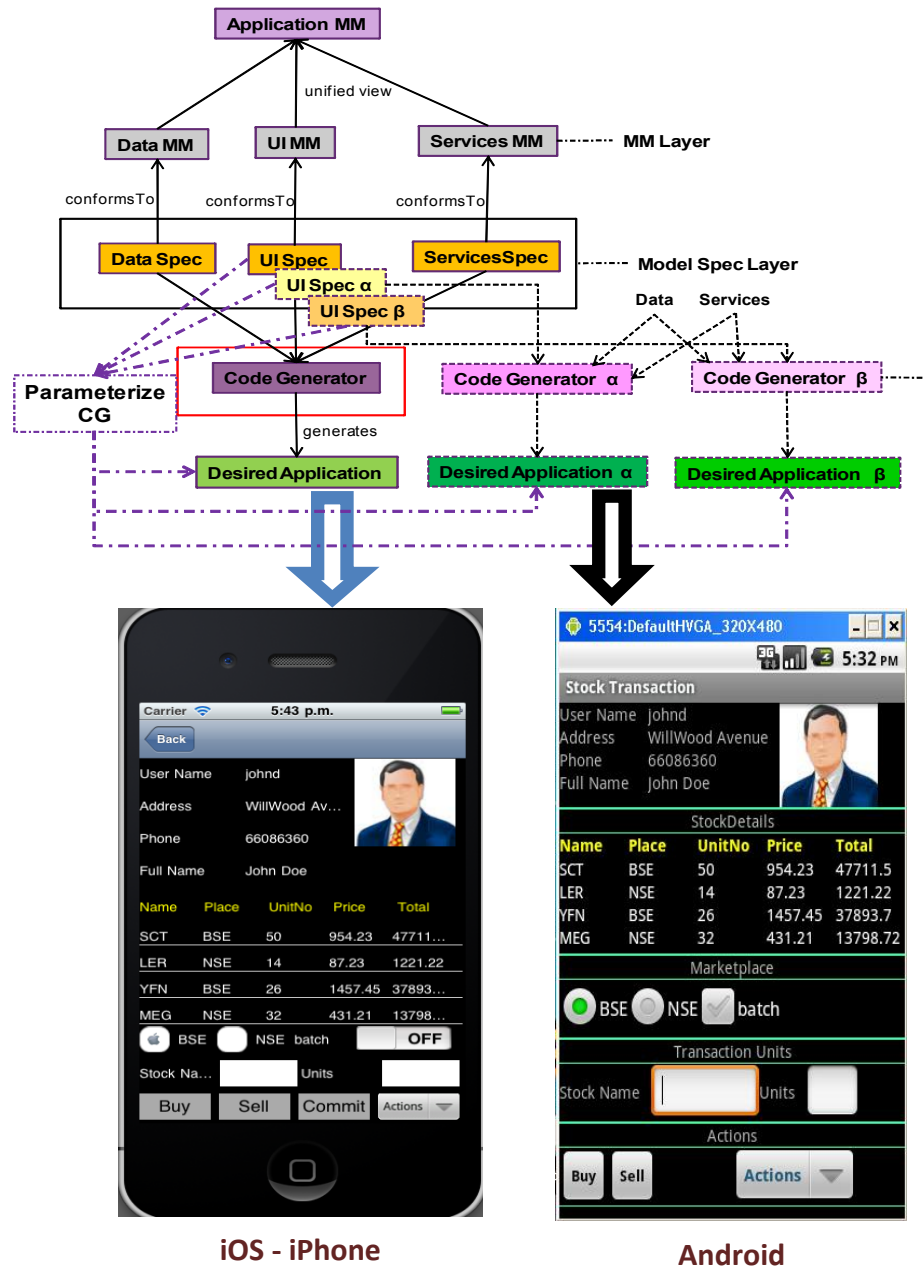 Application MM
unified view
Data MM
UI MM
Services MM
MM Layer
conformsTo
conformsTo
conformsTo
Data Spec
UI Spec
ServicesSpec
Model Spec Layer
UI Spec α
UI Spec β
Data
Services
Parameterize
CG
Code Generator
Code Generator α
Code Generator β
generates
Desired Application
Desired Application α
Desired Application β
Carrier 5:43 p.m.
Back
User Name johnd
Address WillWood Av...
Phone 66086360
Full Name John Doe
Name Place UnitNo Price Total
SCT BSE 50 954.23 47711...
LER NSE 14 87.23 1221.22
YFN BSE 26 1457.45 37893...
MEG NSE 32 431.21 13798...
BSE NSE batch OFF
Stock Na... Units
Buy Sell Commit Actions
iOS - iPhone
5554:DefaultHVGA_320X480
3G 5:32 PM
Stock Transaction
User Name johnd
Address WillWood Avenue
Phone 66086360
Full Name John Doe
StockDetails
Name Place UnitNo Price Total
SCT BSE 50 954.23 47711.5
LER NSE 14 87.23 1221.22
YFN BSE 26 1457.45 37893.7
MEG NSE 32 431.21 13798.72
Marketplace
BSE NSE batch
Transaction Units
Stock Name Units
Actions
Buy Sell Actions
Android